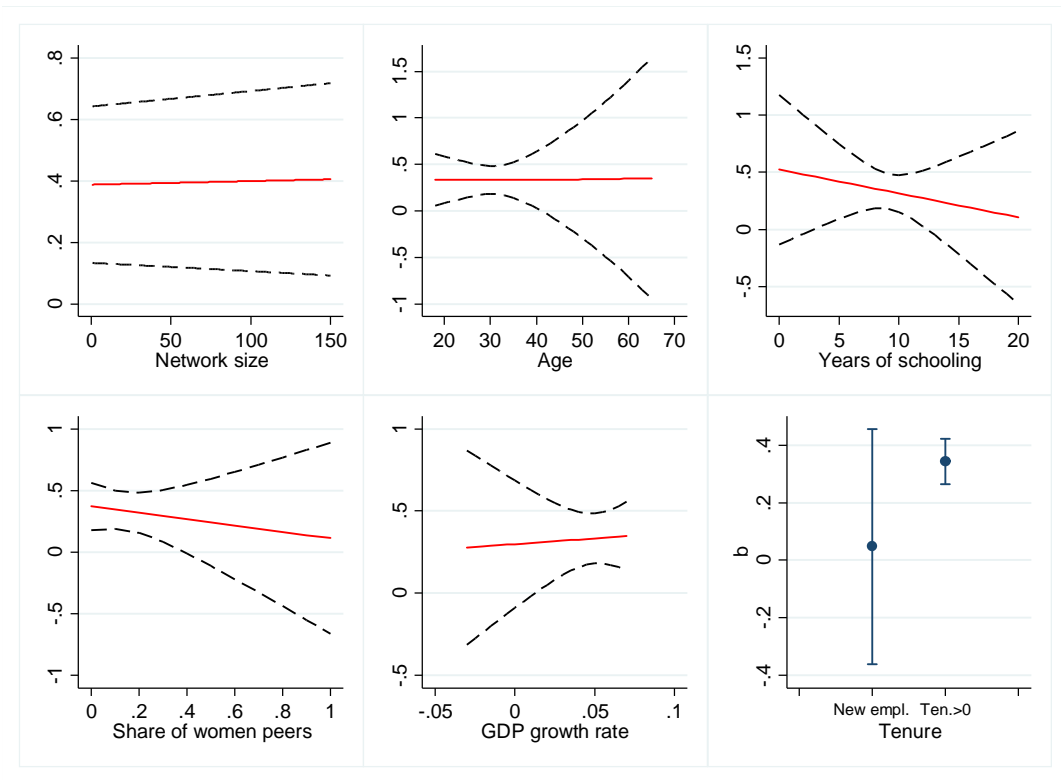 0 .2 .4 .6 .8
0 50 100 150
Network size
-1 -.5 0 .5 1 1.5
20 30 40 50 60 70
Age
-.5 0 .5 1 1.5
0 5 10 15 20
Years of schooling
-1 -.5 0 .5 1
0 .2 .4 .6 .8 1
Share of women peers
-.5 0 .5 1
-.05 0 .05 .1
GDP growth rate
b
-.4 -.2 0 .2 .4
New empl. Ten.>0
Tenure